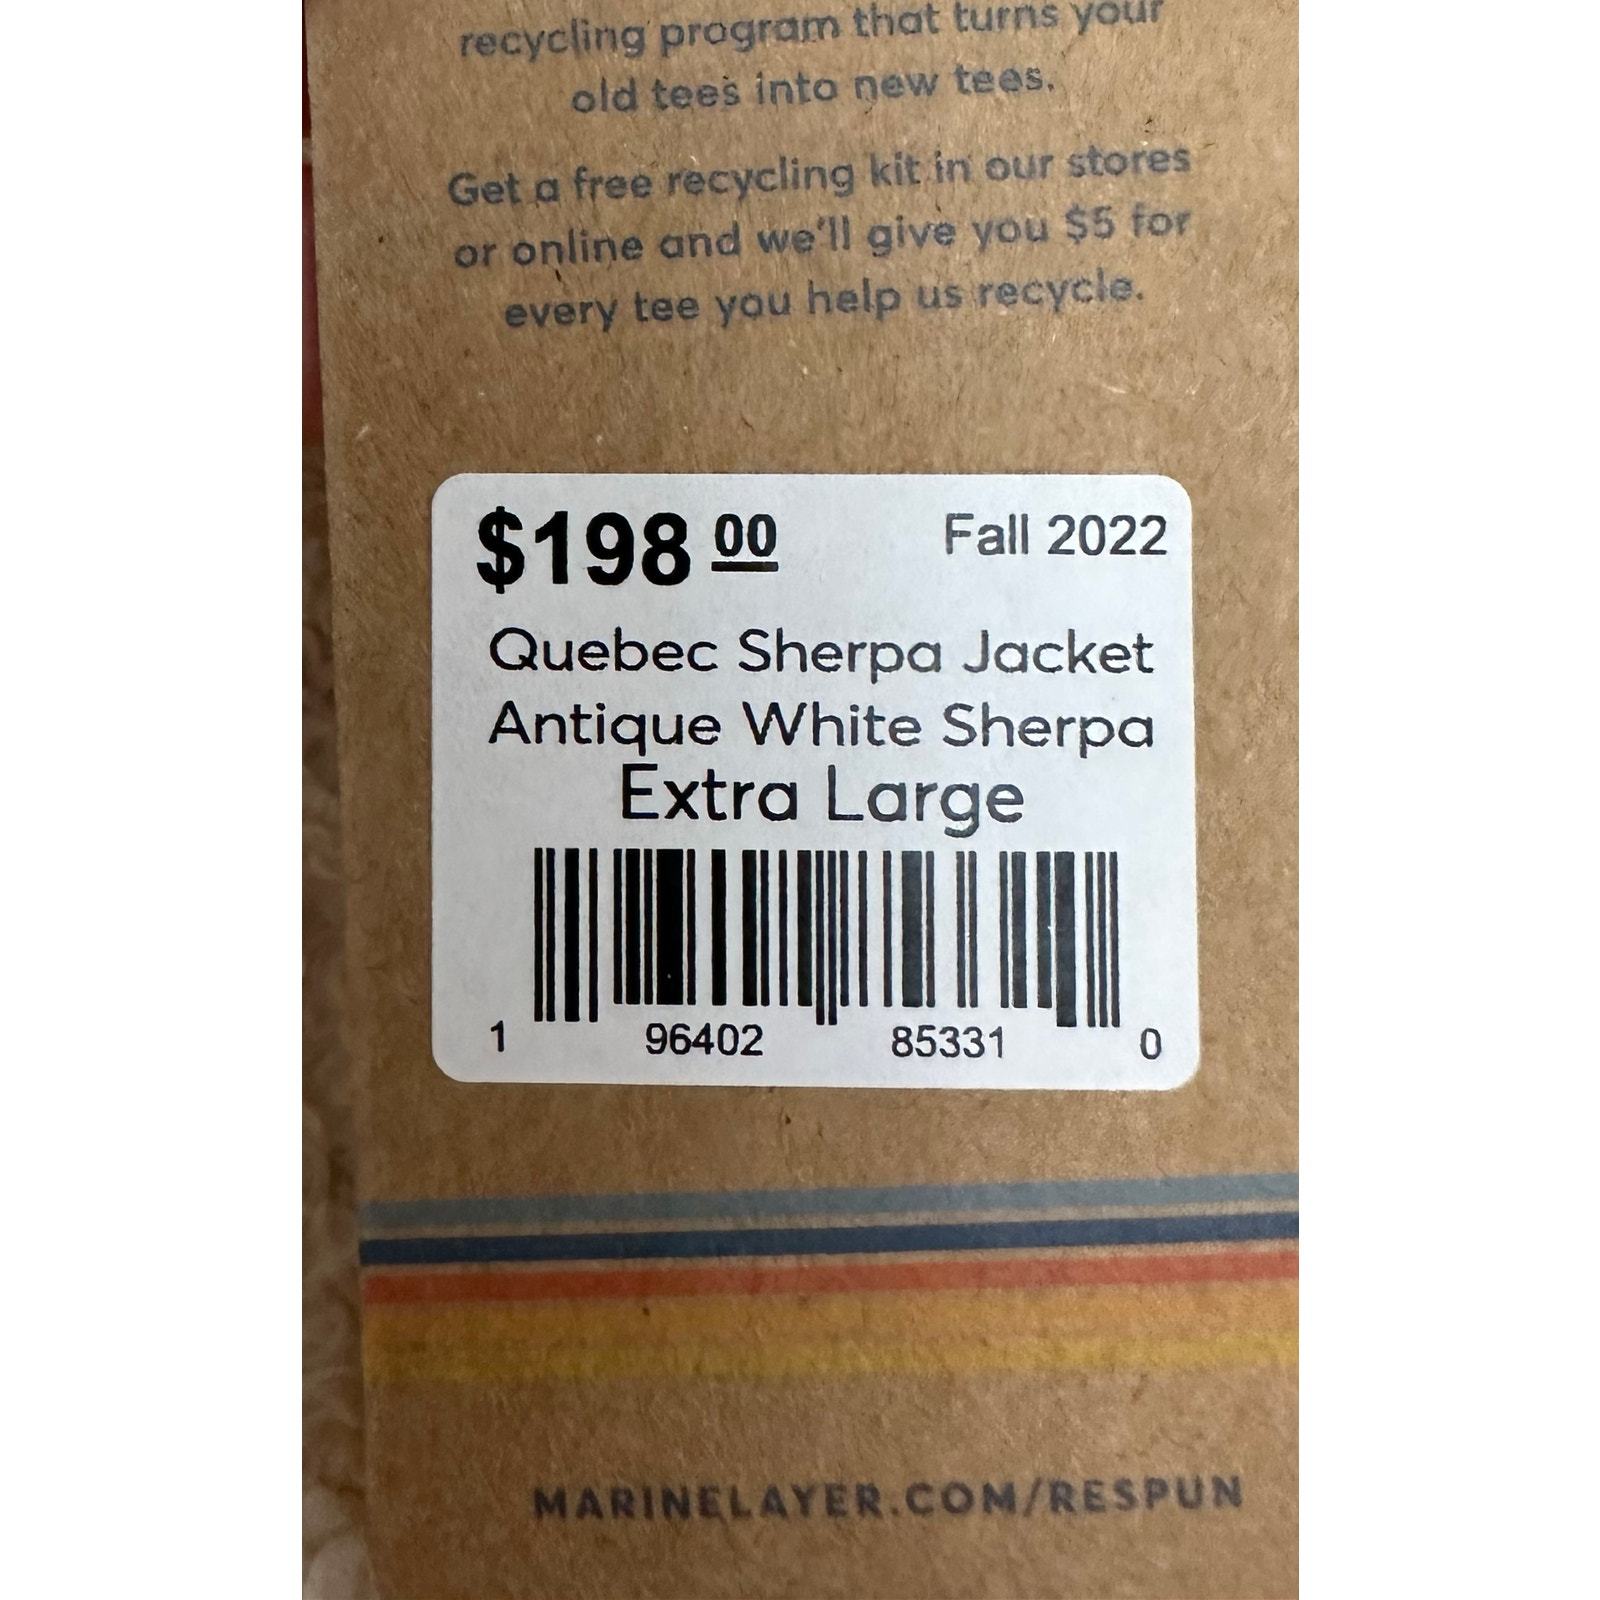 recycling program that turns your
old tees into new tees.
Get a free recycling kit in our stores
or online and we'll give you $5 for
every tee you help us recycle.
$198 00 Fall 2022
Quebec Sherpa Jacket
Antique White Sherpa
Extra Large
1 96402 85331 0
MARINELAYER.COM/RESPUN